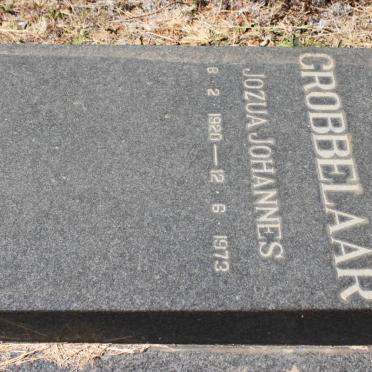 GROBBELAAR
JOZUA JOHANNES
8 2 1920 — 12 6 1973